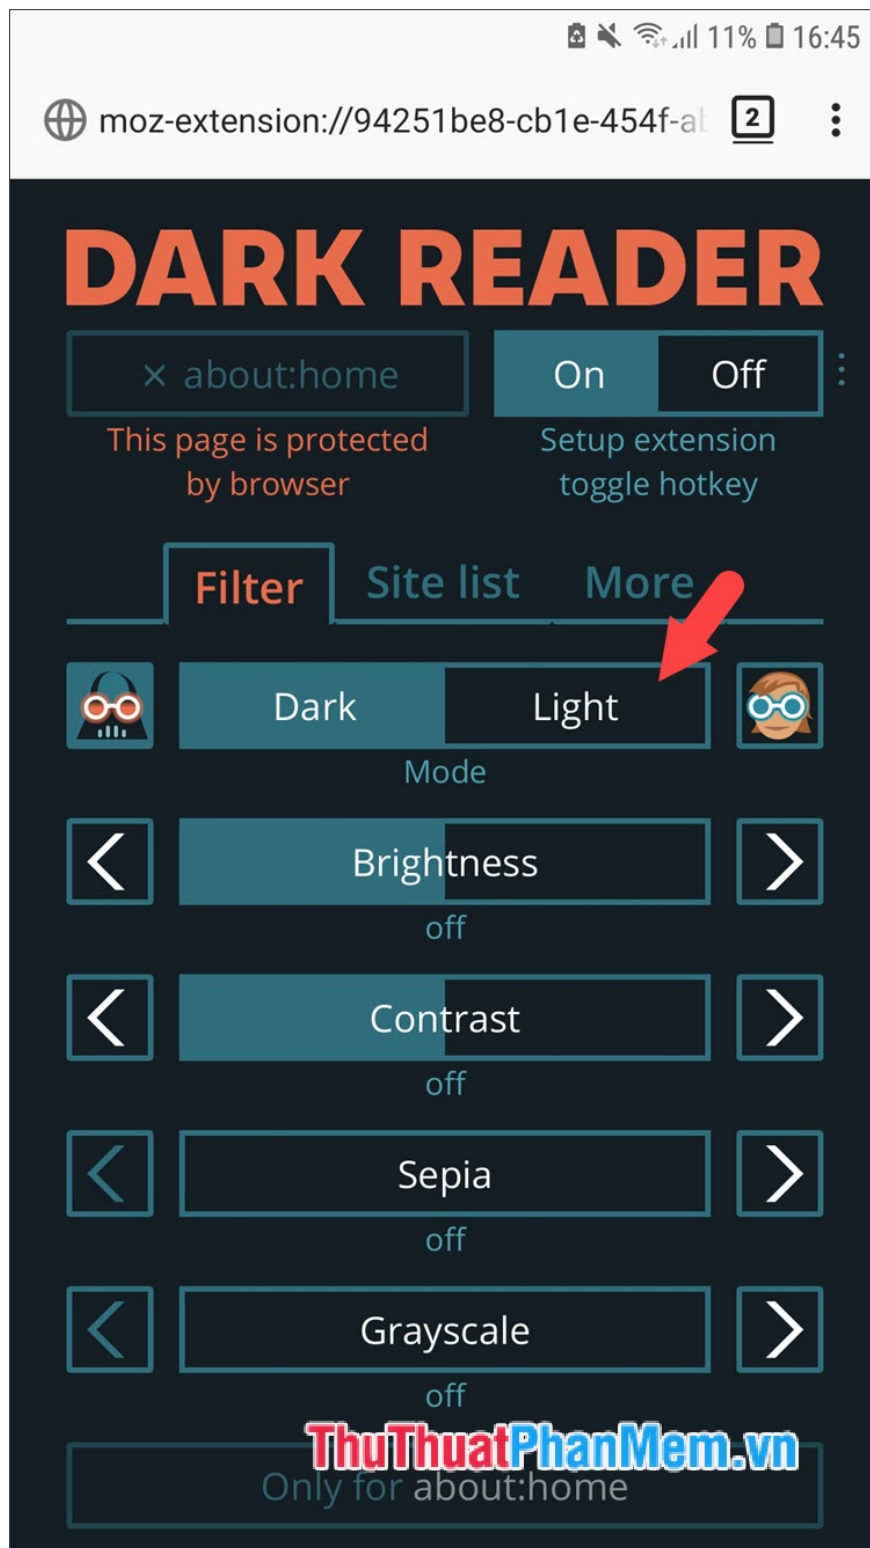 11% 16:45
moz-extension://94251be8-cb1e-454f-ab
2
DARK READER
× about:home
On Off
This page is protected
by browser
Setup extension
toggle hotkey
Filter Site list More
Dark Light
Mode
Brightness
off
Contrast
off
Sepia
off
Grayscale
off
ThuThuatPhanMem.vn
Only for about:home